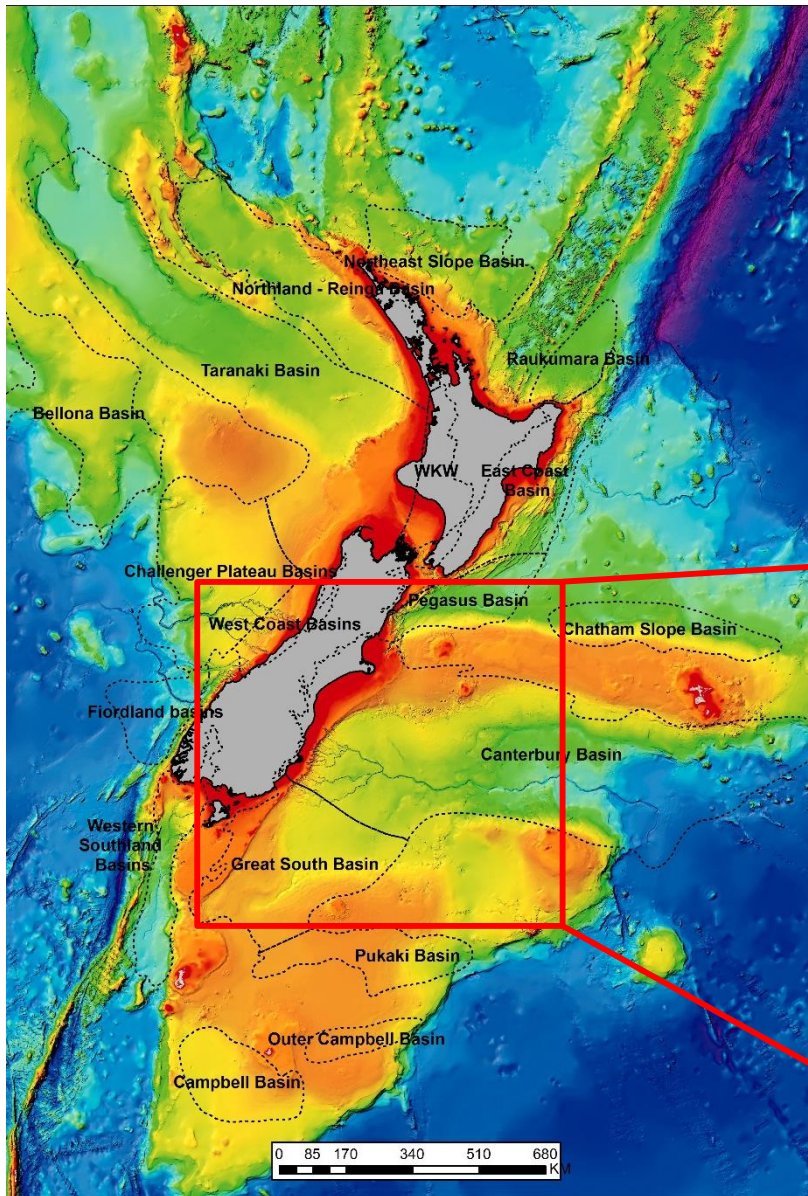 Northeast Slope Basin
Northland - Reinga Basin
Raukumara Basin
Taranaki Basin
Bellona Basin
WKW
East Coast
Basin
Challenger Plateau Basins
Pegasus Basin
West Coast Basins
Chatham Slope Basin
Fiordland basins
Canterbury Basin
Western
Southland
Basins
Great South Basin
Pukaki Basin
Outer Campbell Basin
Campbell Basin
0 85 170 340 510 680
KM